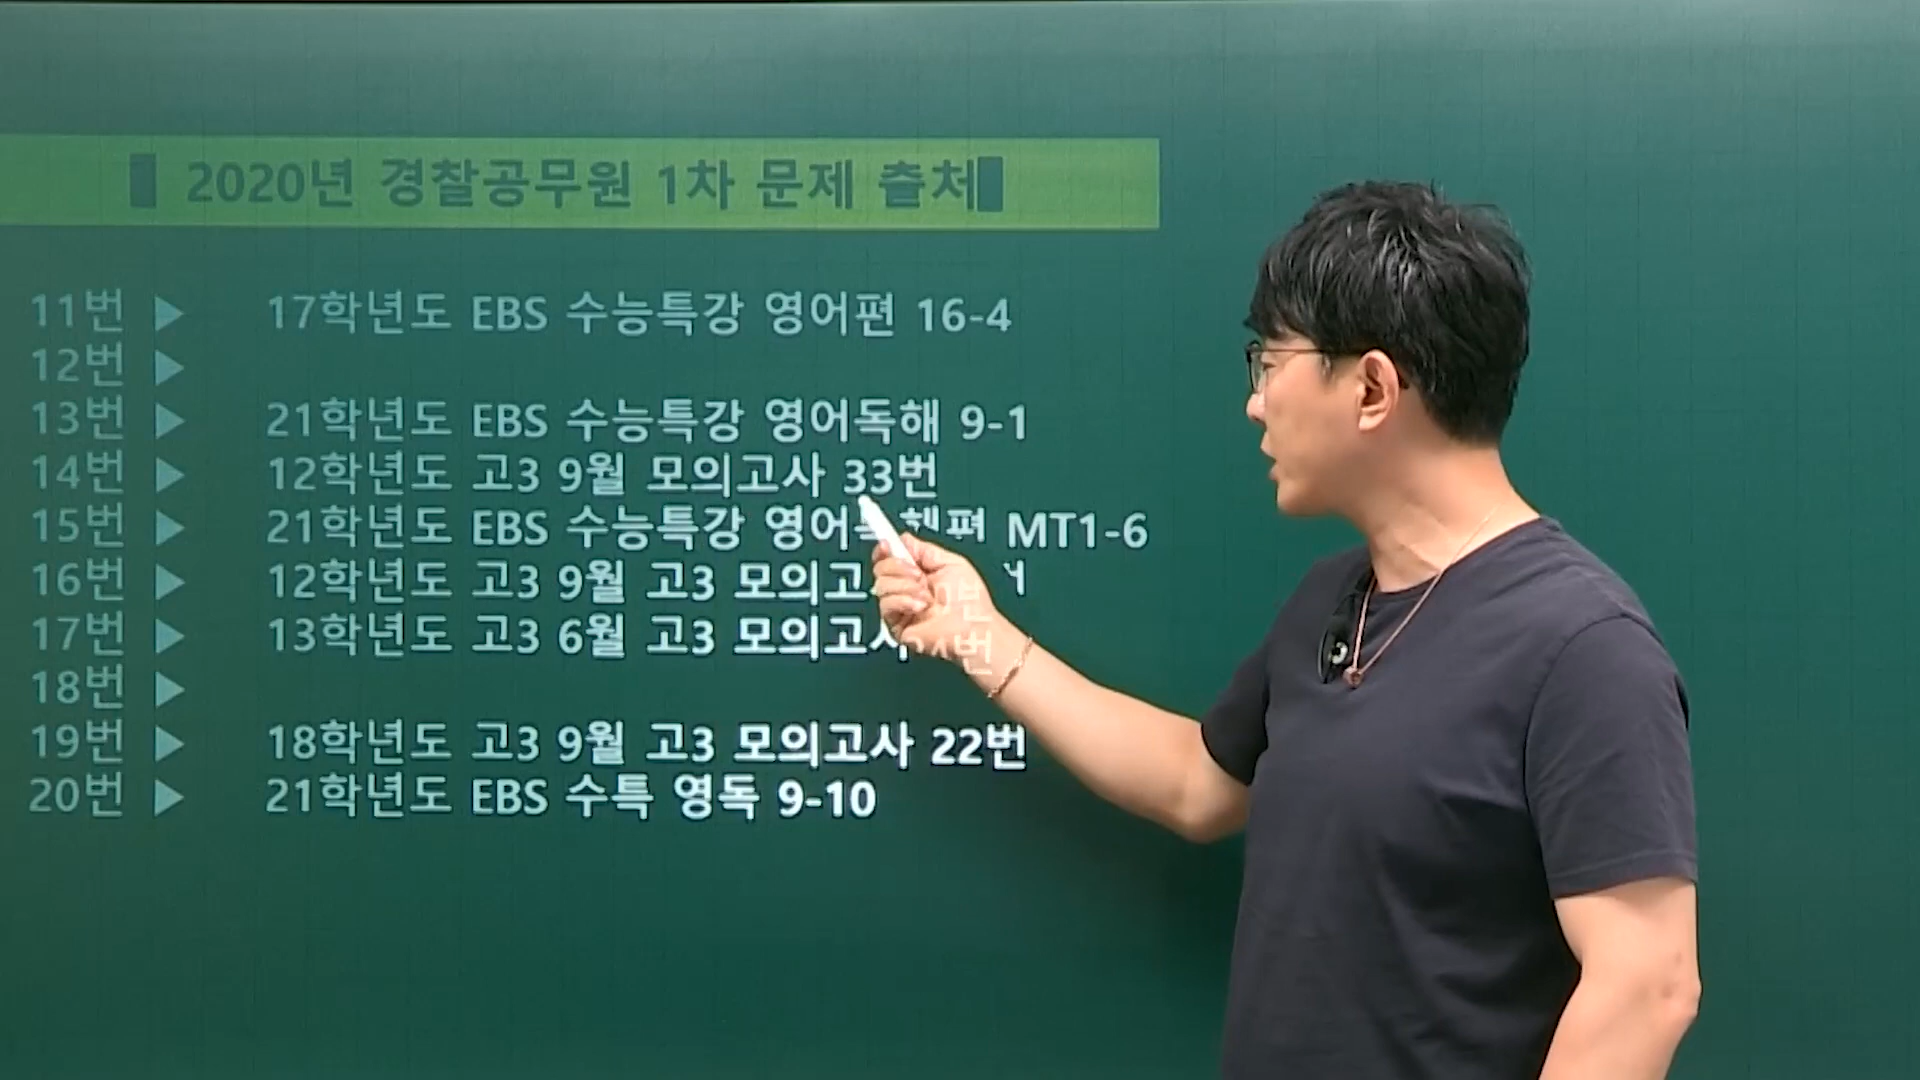 2020년 경찰공무원 1차 문제 출처
11번 ▶ 17학년도 EBS 수능특강 영어편 16-4
12번 ▶
13번 ▶ 21학년도 EBS 수능특강 영어독해 9-1
14번 ▶ 12학년도 고3 9월 모의고사 33번
15번 ▶ 21학년도 EBS 수능특강 MT1-6
16번 ▶ 12학년도 고3 9월 고3
17번 ▶ 13학년도 고3 6월 고3 모의고사
18번 ▶
19번 ▶ 18학년도 고3 9월 고3 모의고사 22번
20번 ▶ 21학년도 EBS 수특 영독 9-10